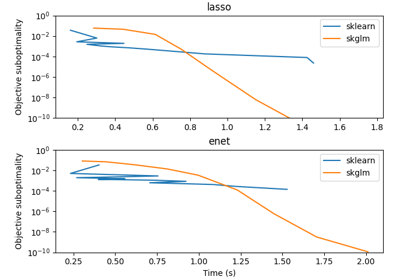 lasso
Objective suboptimality
10⁰
10⁻²
10⁻⁴
10⁻⁶
10⁻⁸
10⁻¹⁰
sklearn
skglm
0.2 0.4 0.6 0.8 1.0 1.2 1.4 1.6 1.8
enet
Objective suboptimality
10⁰
10⁻²
10⁻⁴
10⁻⁶
10⁻⁸
10⁻¹⁰
sklearn
skglm
0.25 0.50 0.75 1.00 1.25 1.50 1.75 2.00
Time (s)